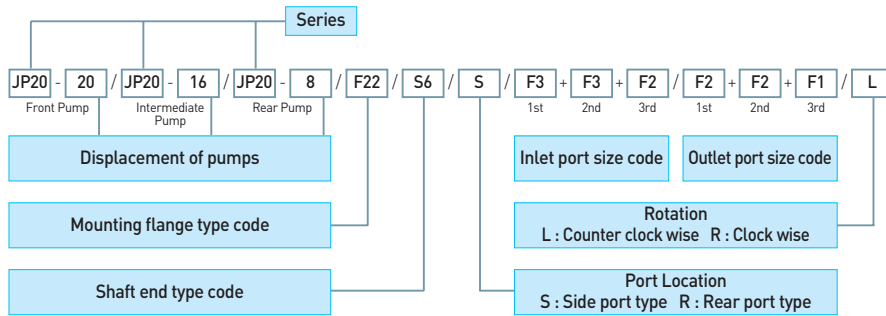 Series
JP20 - 20 / JP20 - 16 / JP20 - 8 / F22 / S6 / S / F3 + F3 + F2 / F2 + F2 + F1 / L
Front Pump Intermediate Pump Rear Pump 1st 2nd 3rd 1st 2nd 3rd
Displacement of pumps
Inlet port size code
Outlet port size code
Mounting flange type code
Rotation
L : Counter clock wise R : Clock wise
Shaft end type code
Port Location
S : Side port type R : Rear port type